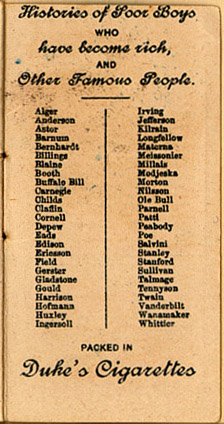 Histories of Poor Boys
WHO
have become rich,
AND
Other Famous People.
Alger
Anderson
Astor
Barnum
Bernhardt
Billings
Blaine
Booth
Buffalo Bill
Carnegie
Childs
Claflin
Cornell
Depew
Eads
Edison
Ericsson
Field
Gerster
Gladstone
Gould
Harrison
Hofmann
Huxley
Ingersoll
Irving
Jefferson
Kilrain
Longfellow
Materna
Meissonier
Millais
Modjeska
Morton
Nilsson
Ole Bull
Parnell
Patti
Peabody
Poe
Salvini
Stanley
Stanford
Sullivan
Talmage
Tennyson
Twain
Vanderbilt
Wanamaker
Whittier
PACKED IN
Duke's Cigarettes